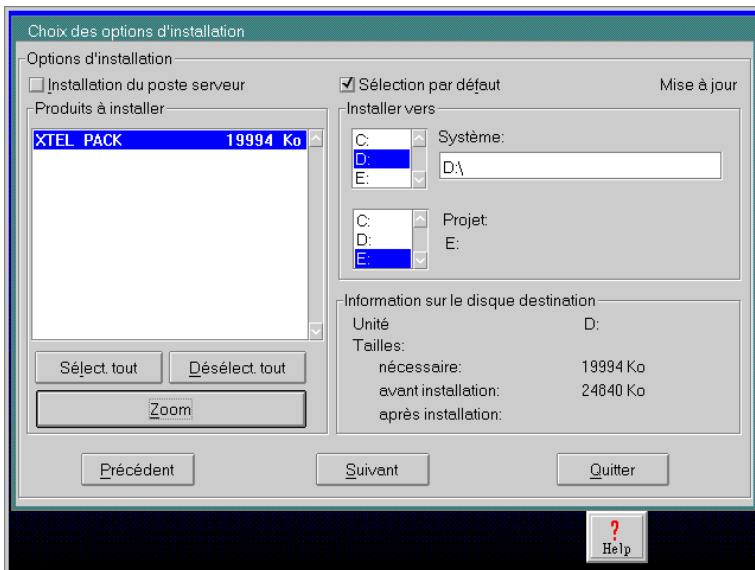 Choix des options d'installation
Options d'installation
Installation du poste serveur
Sélection par défaut
Mise à jour
Produits à installer
XTEL PACK 19994 Ko
Sélect. tout
Désélect. tout
Zoom
Installer vers
C:
D:
E:
Système:
D:\
C:
D:
E:
Projet:
E:
Information sur le disque destination
Unité D:
Tailles:
nécessaire: 19994 Ko
avant installation: 24840 Ko
après installation:
Précédent
Suivant
Quitter
?
Help